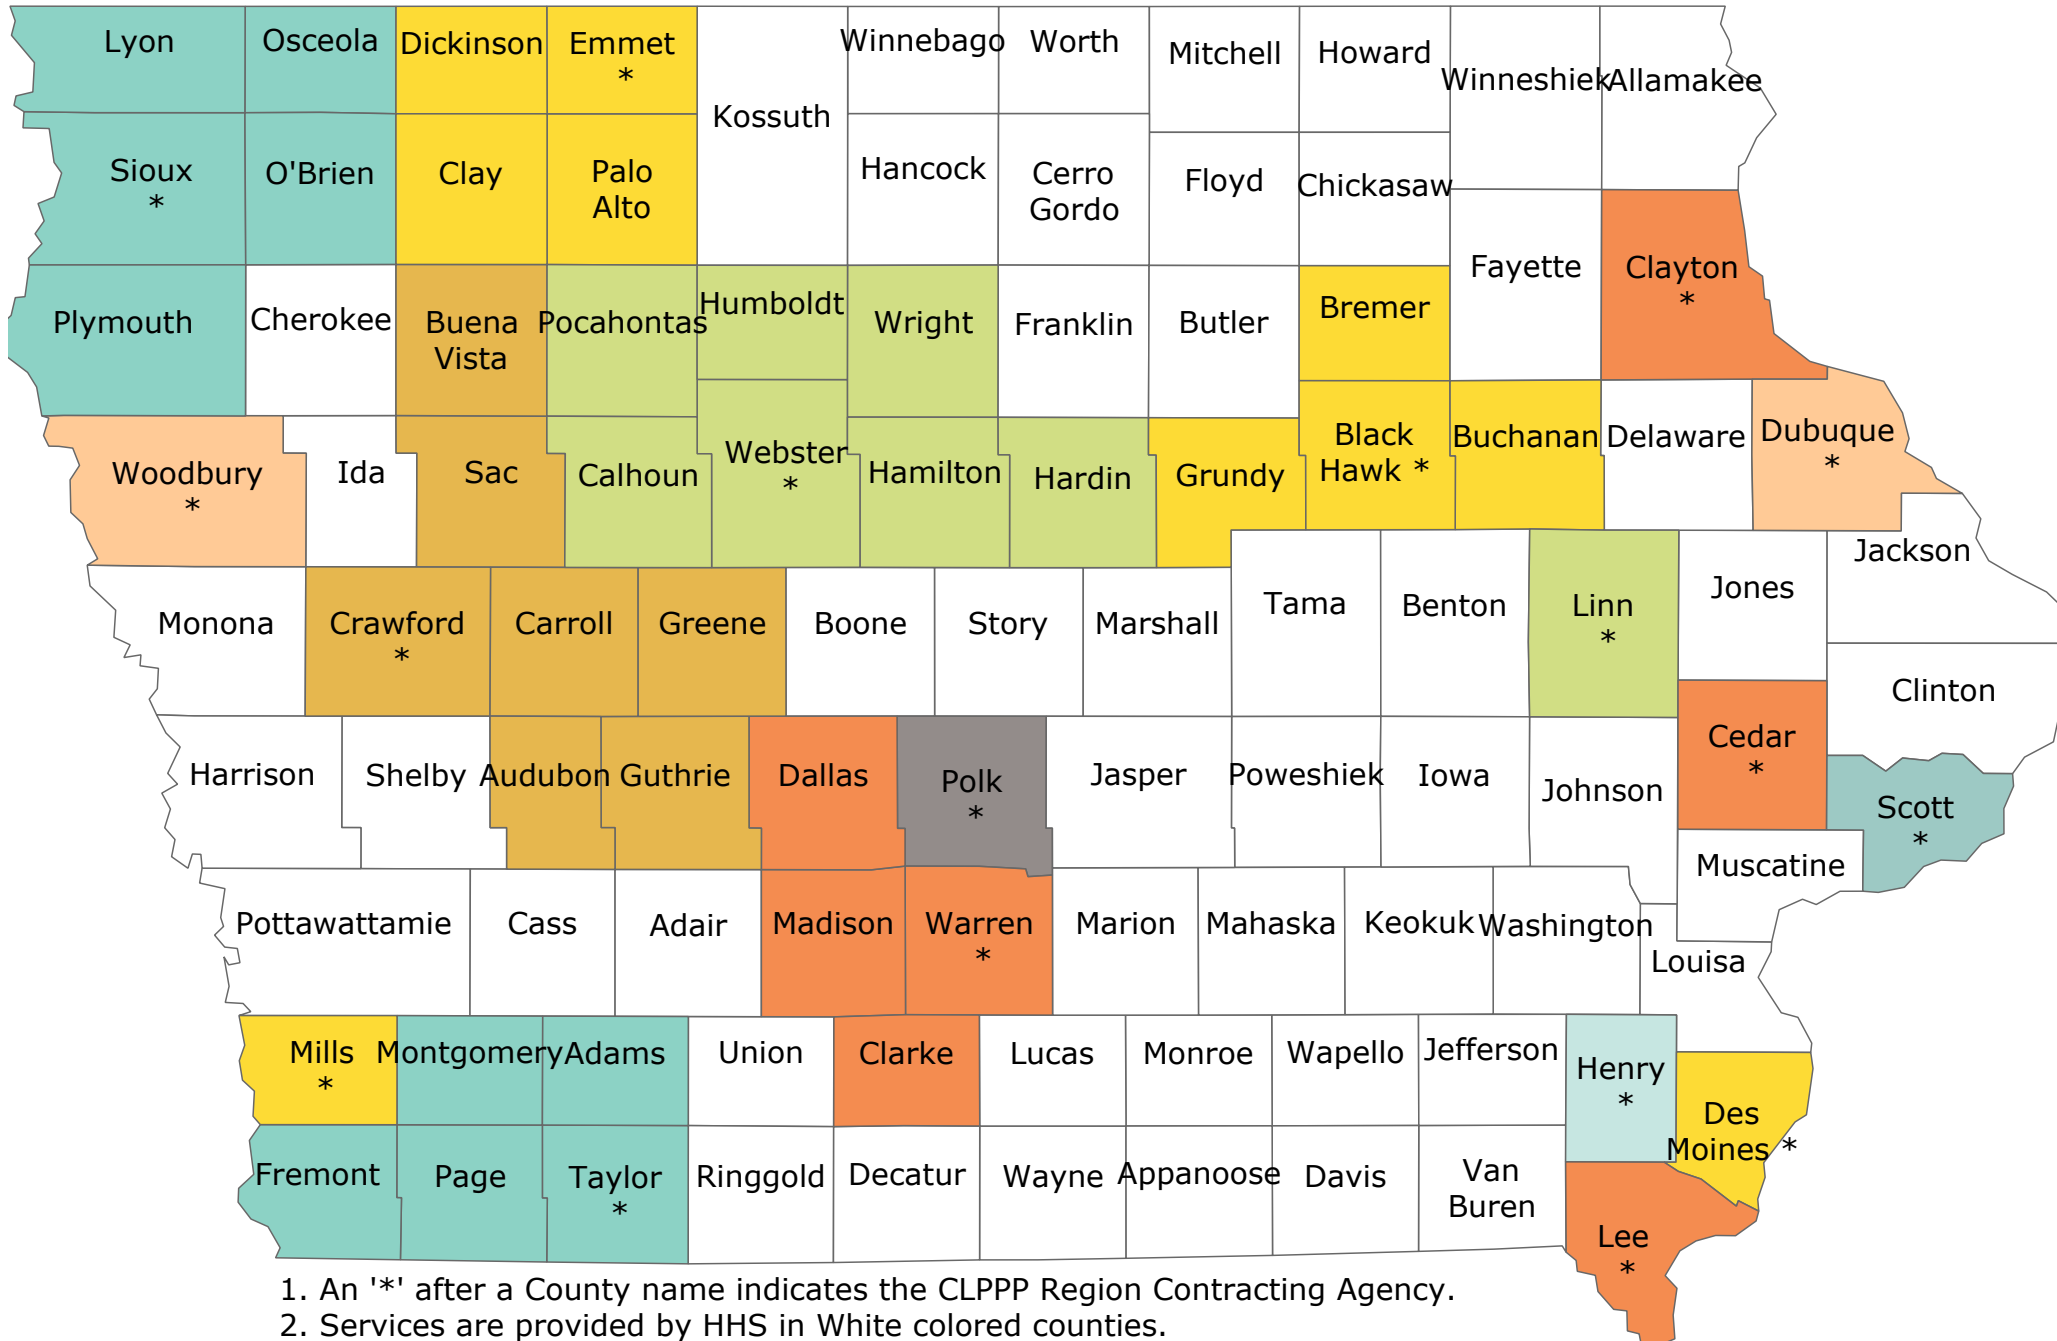 Lyon
Osceola
Dickinson
Emmet
*
Kossuth
Winnebago
Worth
Mitchell
Howard
Winneshiek
Allamakee
Sioux
*
O'Brien
Clay
Palo
Alto
Hancock
Cerro
Gordo
Floyd
Chickasaw
Fayette
Clayton
*
Plymouth
Cherokee
Buena
Vista
Pocahontas
Humboldt
Wright
Franklin
Butler
Bremer
Woodbury
*
Ida
Sac
Calhoun
Webster
*
Hamilton
Hardin
Grundy
Black
Hawk *
Buchanan
Delaware
Dubuque
*
Jackson
Monona
Crawford
*
Carroll
Greene
Boone
Story
Marshall
Tama
Benton
Linn
*
Jones
Clinton
Harrison
Shelby
Audubon
Guthrie
Dallas
Polk
*
Jasper
Poweshiek
Iowa
Johnson
Cedar
*
Scott
*
Muscatine
Pottawattamie
Cass
Adair
Madison
Warren
*
Marion
Mahaska
Keokuk
Washington
Louisa
Mills
*
Montgomery
Adams
Union
Clarke
Lucas
Monroe
Wapello
Jefferson
Henry
*
Des
Moines *
Fremont
Page
Taylor
*
Ringgold
Decatur
Wayne
Appanoose
Davis
Van
Buren
Lee
*
1. An '*' after a County name indicates the CLPPP Region Contracting Agency.
2. Services are provided by HHS in White colored counties.